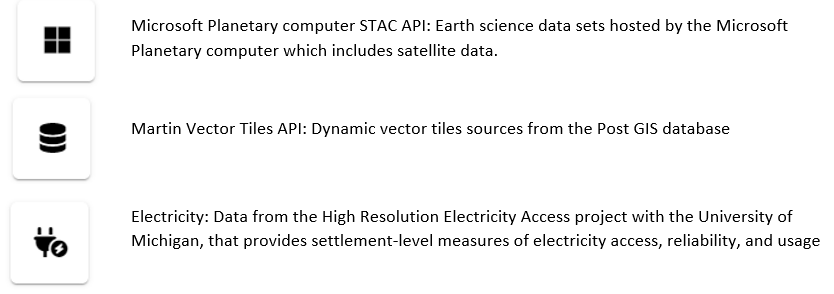 Microsoft Planetary computer STAC API: Earth science data sets hosted by the Microsoft
Planetary computer which includes satellite data.
Martin Vector Tiles API: Dynamic vector tiles sources from the Post GIS database
Electricity: Data from the High Resolution Electricity Access project with the University of
Michigan, that provides settlement-level measures of electricity access, reliability, and usage